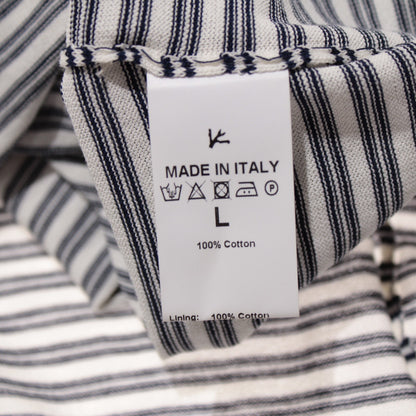 MADE IN ITALY
P
L
100% Cotton
Lining: 100% Cotton